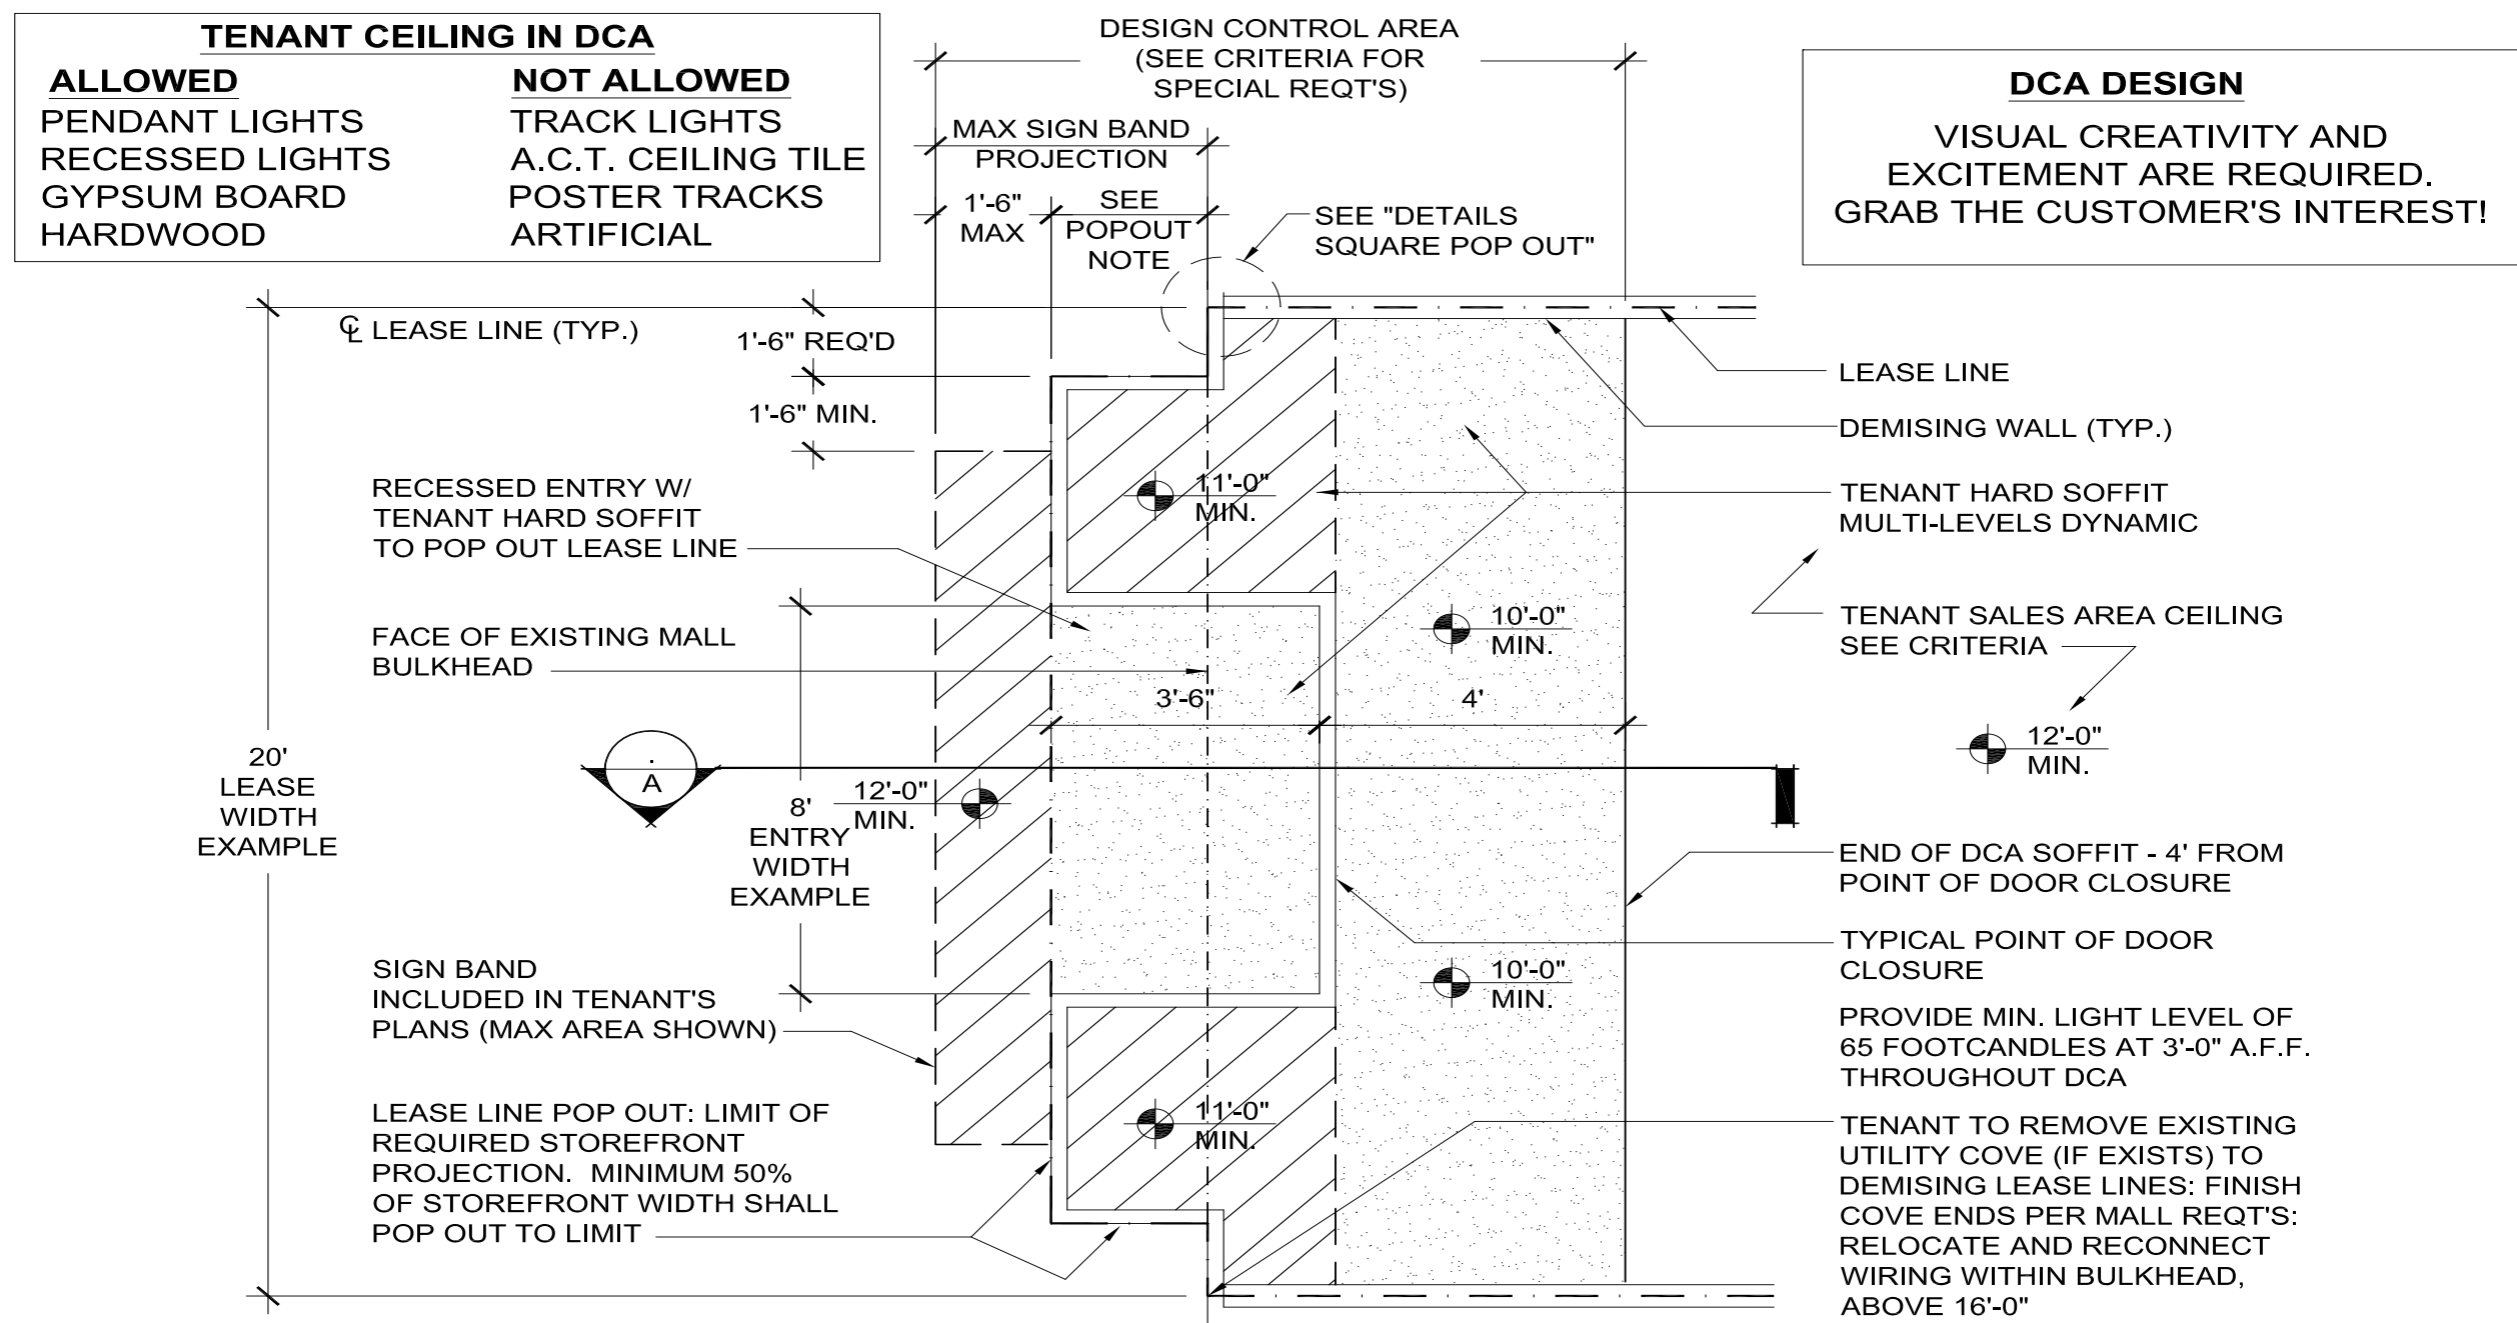 TENANT CEILING IN DCA
ALLOWED
PENDANT LIGHTS
RECESSED LIGHTS
GYPSUM BOARD
HARDWOOD
NOT ALLOWED
TRACK LIGHTS
A.C.T. CEILING TILE
POSTER TRACKS
ARTIFICIAL
DESIGN CONTROL AREA
(SEE CRITERIA FOR
SPECIAL REQT'S)
MAX SIGN BAND
PROJECTION
1'-6"
MAX
SEE
POPOUT
NOTE
SEE "DETAILS
SQUARE POP OUT"
DCA DESIGN
VISUAL CREATIVITY AND
EXCITEMENT ARE REQUIRED.
GRAB THE CUSTOMER'S INTEREST!
℄ LEASE LINE (TYP.)
1'-6" REQ'D
1'-6" MIN.
RECESSED ENTRY W/
TENANT HARD SOFFIT
TO POP OUT LEASE LINE
FACE OF EXISTING MALL
BULKHEAD
20'
LEASE
WIDTH
EXAMPLE
A
8'
ENTRY
WIDTH
EXAMPLE
12'-0"
MIN.
SIGN BAND
INCLUDED IN TENANT'S
PLANS (MAX AREA SHOWN)
LEASE LINE POP OUT: LIMIT OF
REQUIRED STOREFRONT
PROJECTION. MINIMUM 50%
OF STOREFRONT WIDTH SHALL
POP OUT TO LIMIT
11'-0"
MIN.
10'-0"
MIN.
3'-6"
4'
10'-0"
MIN.
11'-0"
MIN.
LEASE LINE
DEMISING WALL (TYP.)
TENANT HARD SOFFIT
MULTI-LEVELS DYNAMIC
TENANT SALES AREA CEILING
SEE CRITERIA
12'-0"
MIN.
END OF DCA SOFFIT - 4' FROM
POINT OF DOOR CLOSURE
TYPICAL POINT OF DOOR
CLOSURE
PROVIDE MIN. LIGHT LEVEL OF
65 FOOTCANDLES AT 3'-0" A.F.F.
THROUGHOUT DCA
TENANT TO REMOVE EXISTING
UTILITY COVE (IF EXISTS) TO
DEMISING LEASE LINES: FINISH
COVE ENDS PER MALL REQT'S:
RELOCATE AND RECONNECT
WIRING WITHIN BULKHEAD,
ABOVE 16'-0"